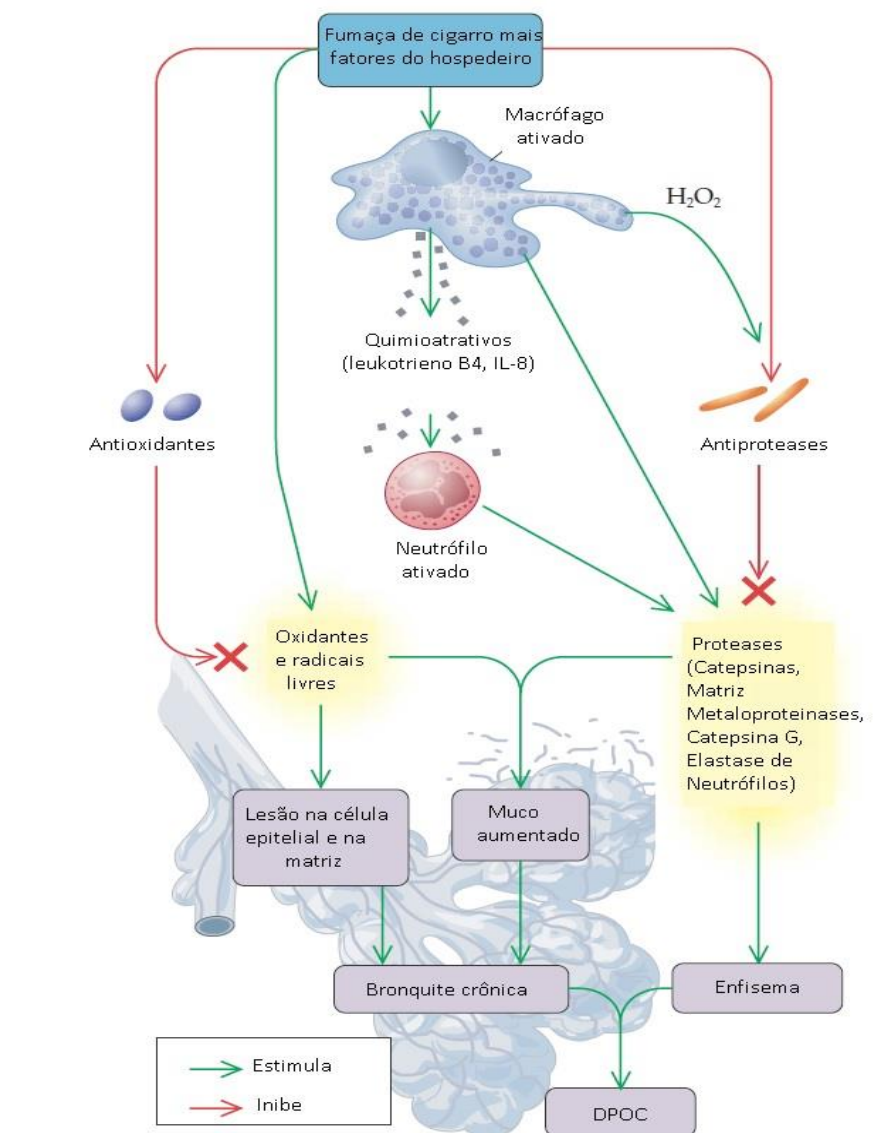 Fumaça de cigarro mais
fatores do hospedeiro
Macrófago
ativado
H₂O₂
Quimioatrativos
(leukotrieno B4, IL-8)
Antioxidantes
Antiproteases
Neutrófilo
ativado
Oxidantes
e radicais
livres
Proteases
(Catepsinas,
Matriz
Metaloproteinases,
Catepsina G,
Elastase de
Neutrófilos)
Lesão na célula
epitelial e na
matriz
Muco
aumentado
Bronquite crônica
Enfisema
Estimula
Inibe
DPOC